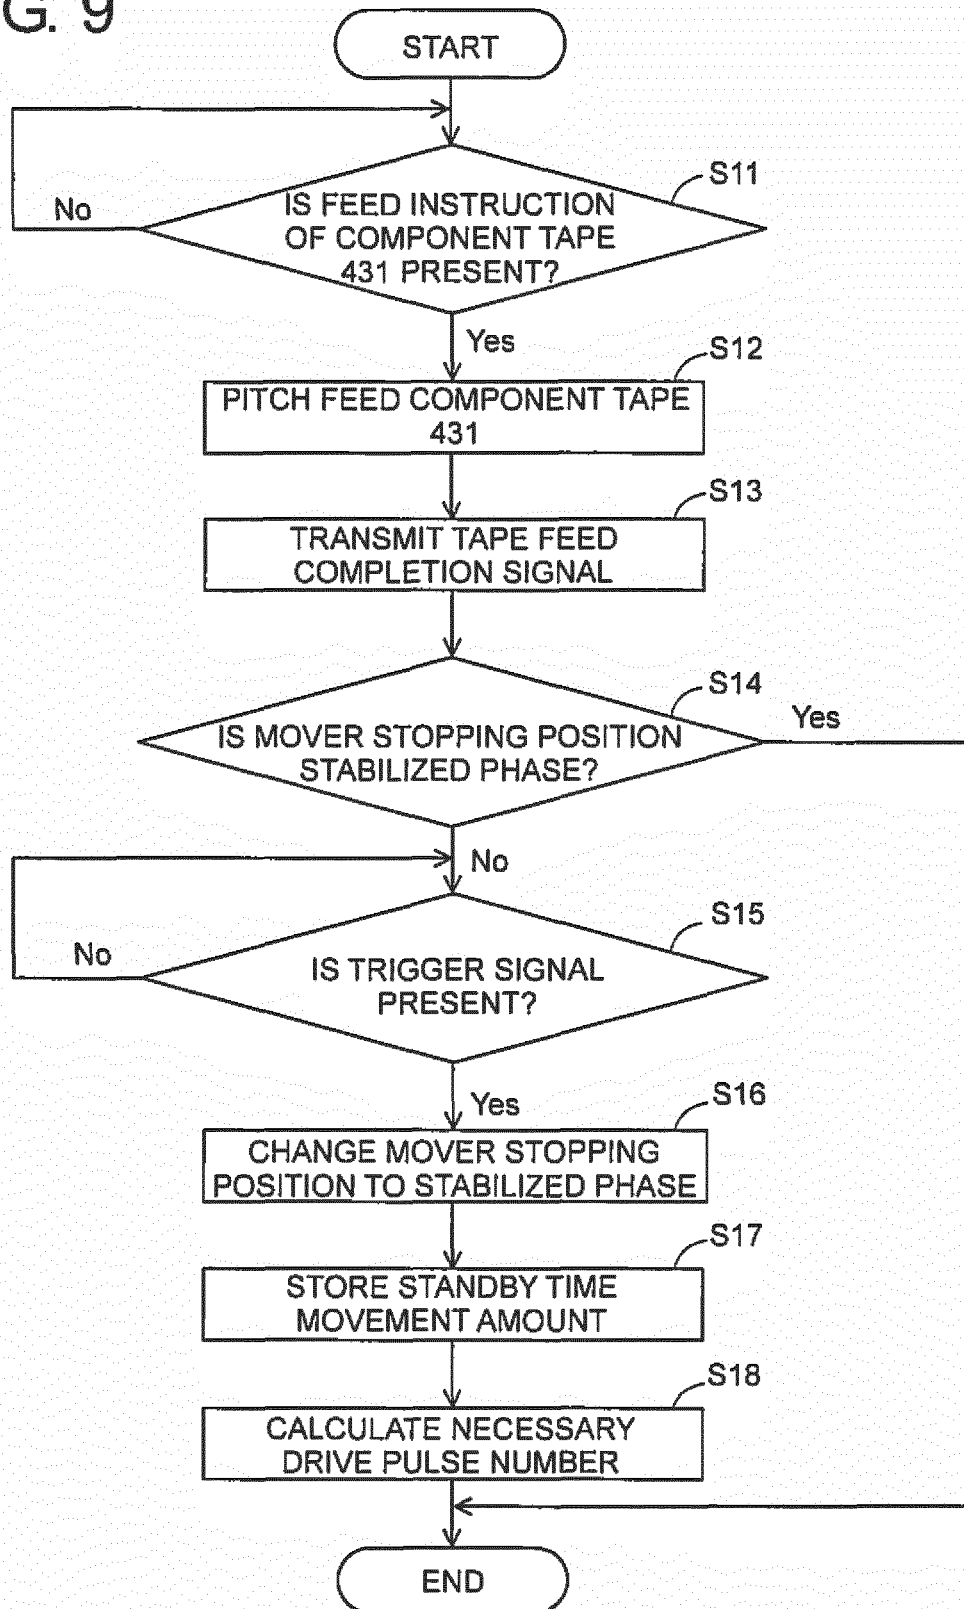 G. 9
START
S11
No
IS FEED INSTRUCTION
OF COMPONENT TAPE
431 PRESENT?
Yes
S12
PITCH FEED COMPONENT TAPE
431
S13
TRANSMIT TAPE FEED
COMPLETION SIGNAL
S14
Yes
IS MOVER STOPPING POSITION
STABILIZED PHASE?
No
S15
No
IS TRIGGER SIGNAL
PRESENT?
Yes
S16
CHANGE MOVER STOPPING
POSITION TO STABILIZED PHASE
S17
STORE STANDBY TIME
MOVEMENT AMOUNT
S18
CALCULATE NECESSARY
DRIVE PULSE NUMBER
END